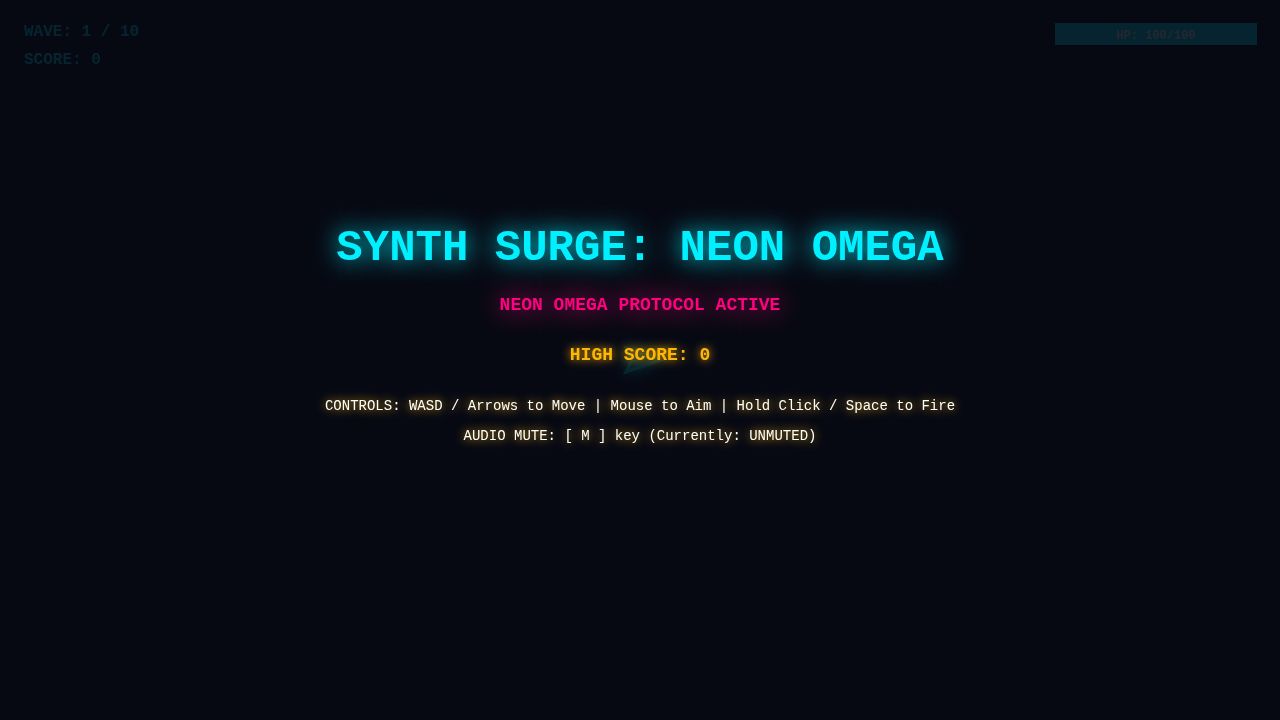 WAVE: 1 / 10
HP: 100/100
SCORE: 0
SYNTH SURGE: NEON OMEGA
NEON OMEGA PROTOCOL ACTIVE
HIGH SCORE: 0
CONTROLS: WASD / Arrows to Move | Mouse to Aim | Hold Click / Space to Fire
AUDIO MUTE: [ M ] key (Currently: UNMUTED)